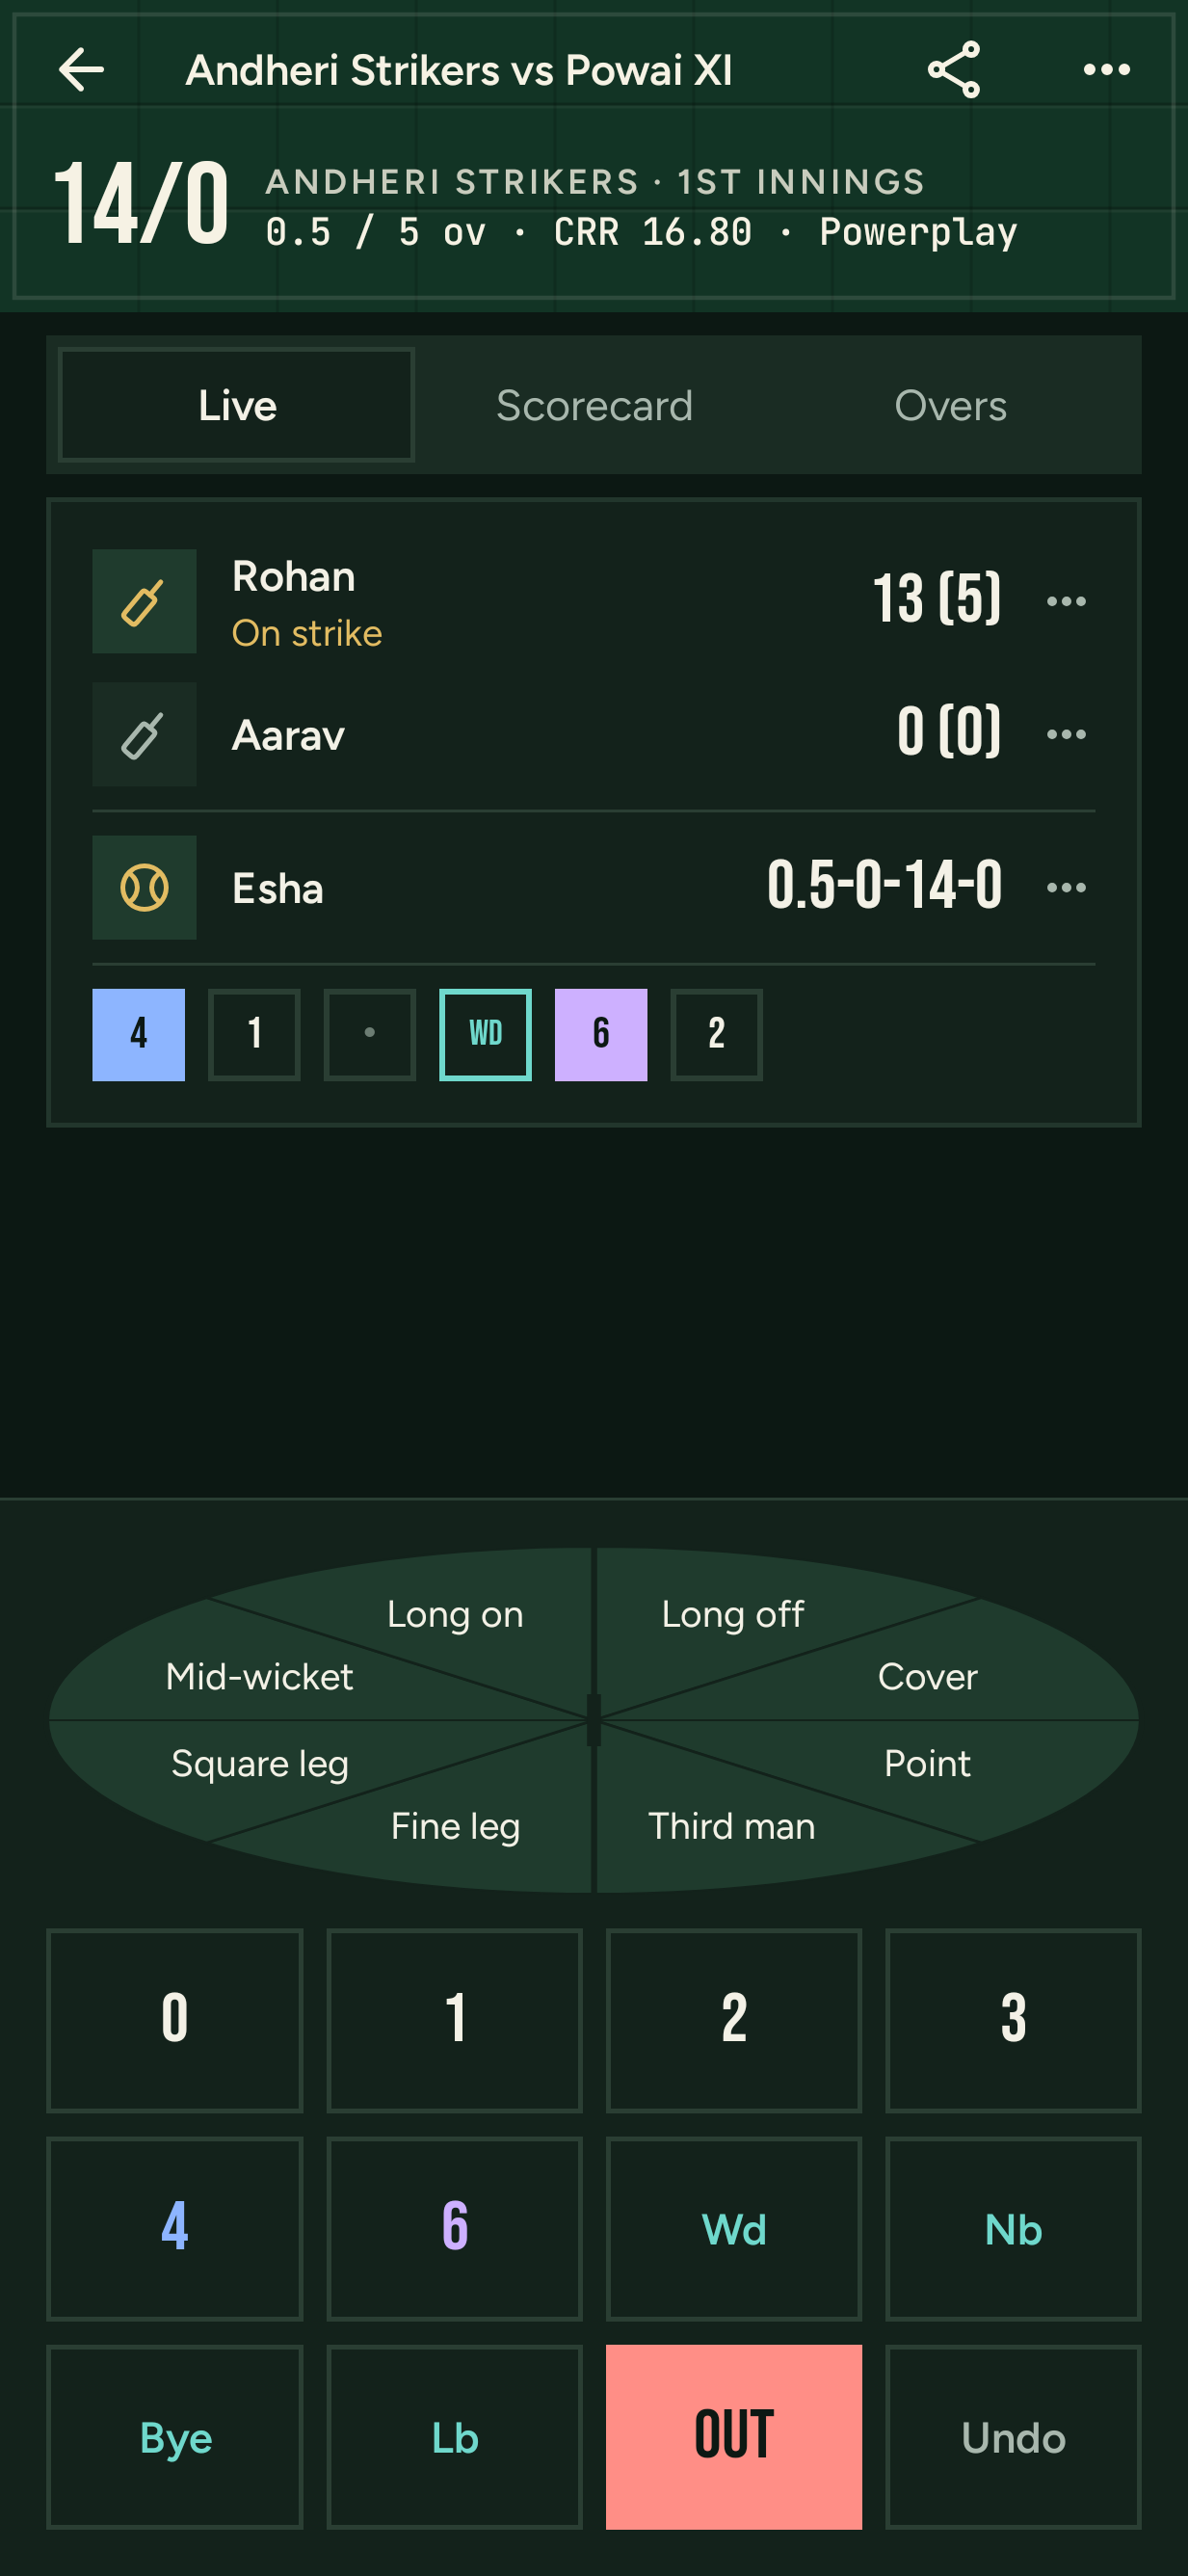 Andheri Strikers vs Powai XI
14/0
ANDHERI STRIKERS · 1ST INNINGS
0.5 / 5 ov · CRR 16.80 · Powerplay
Live Scorecard Overs
Rohan 13 (5)
On strike
Aarav 0 (0)
Esha 0.5-0-14-0
4 1 · WD 6 2
Long on Long off
Mid-wicket Cover
Square leg Point
Fine leg Third man
0 1 2 3
4 6 Wd Nb
Bye Lb OUT Undo